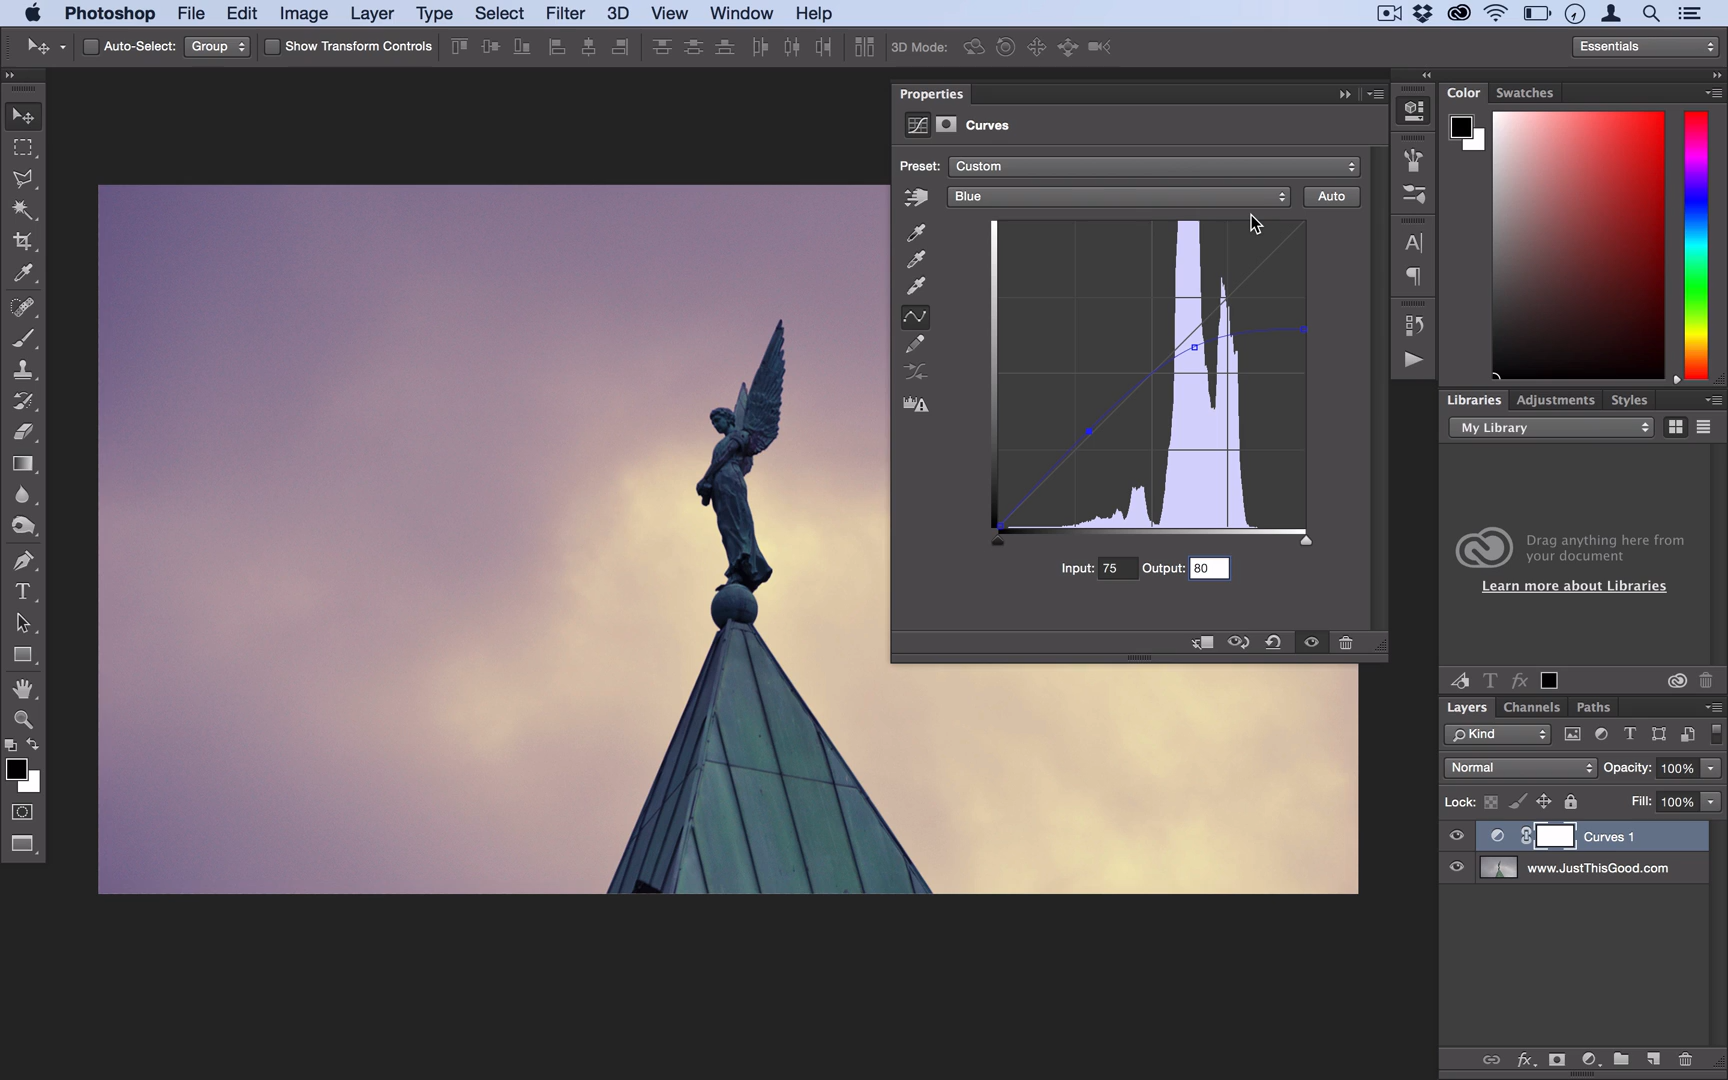 Photoshop File Edit Image Layer Type Select Filter 3D View Window Help
Auto-Select: Group Show Transform Controls 3D Mode: Essentials
Properties
Curves
Preset: Custom
Blue Auto
Input: 75 Output: 80
Color Swatches
Libraries Adjustments Styles
My Library
Drag anything here from
your document
Learn more about Libraries
Layers Channels Paths
Kind
Normal Opacity: 100%
Lock: Fill: 100%
Curves 1
www.JustThisGood.com